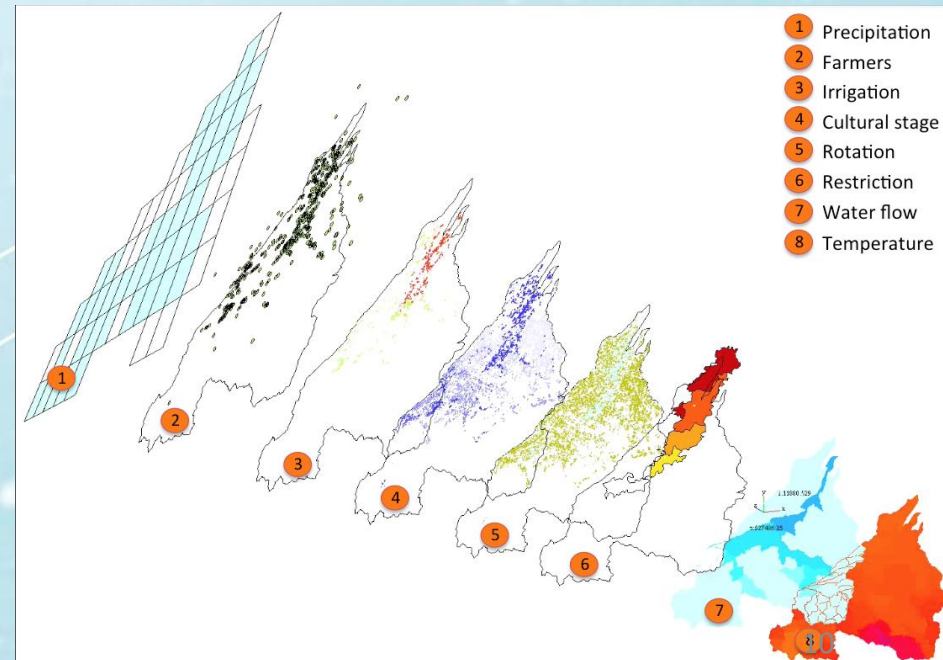 1 Precipitation
2 Farmers
3 Irrigation
4 Cultural stage
5 Rotation
6 Restriction
7 Water flow
8 Temperature
1
2
3
4
5
6
7
8
10